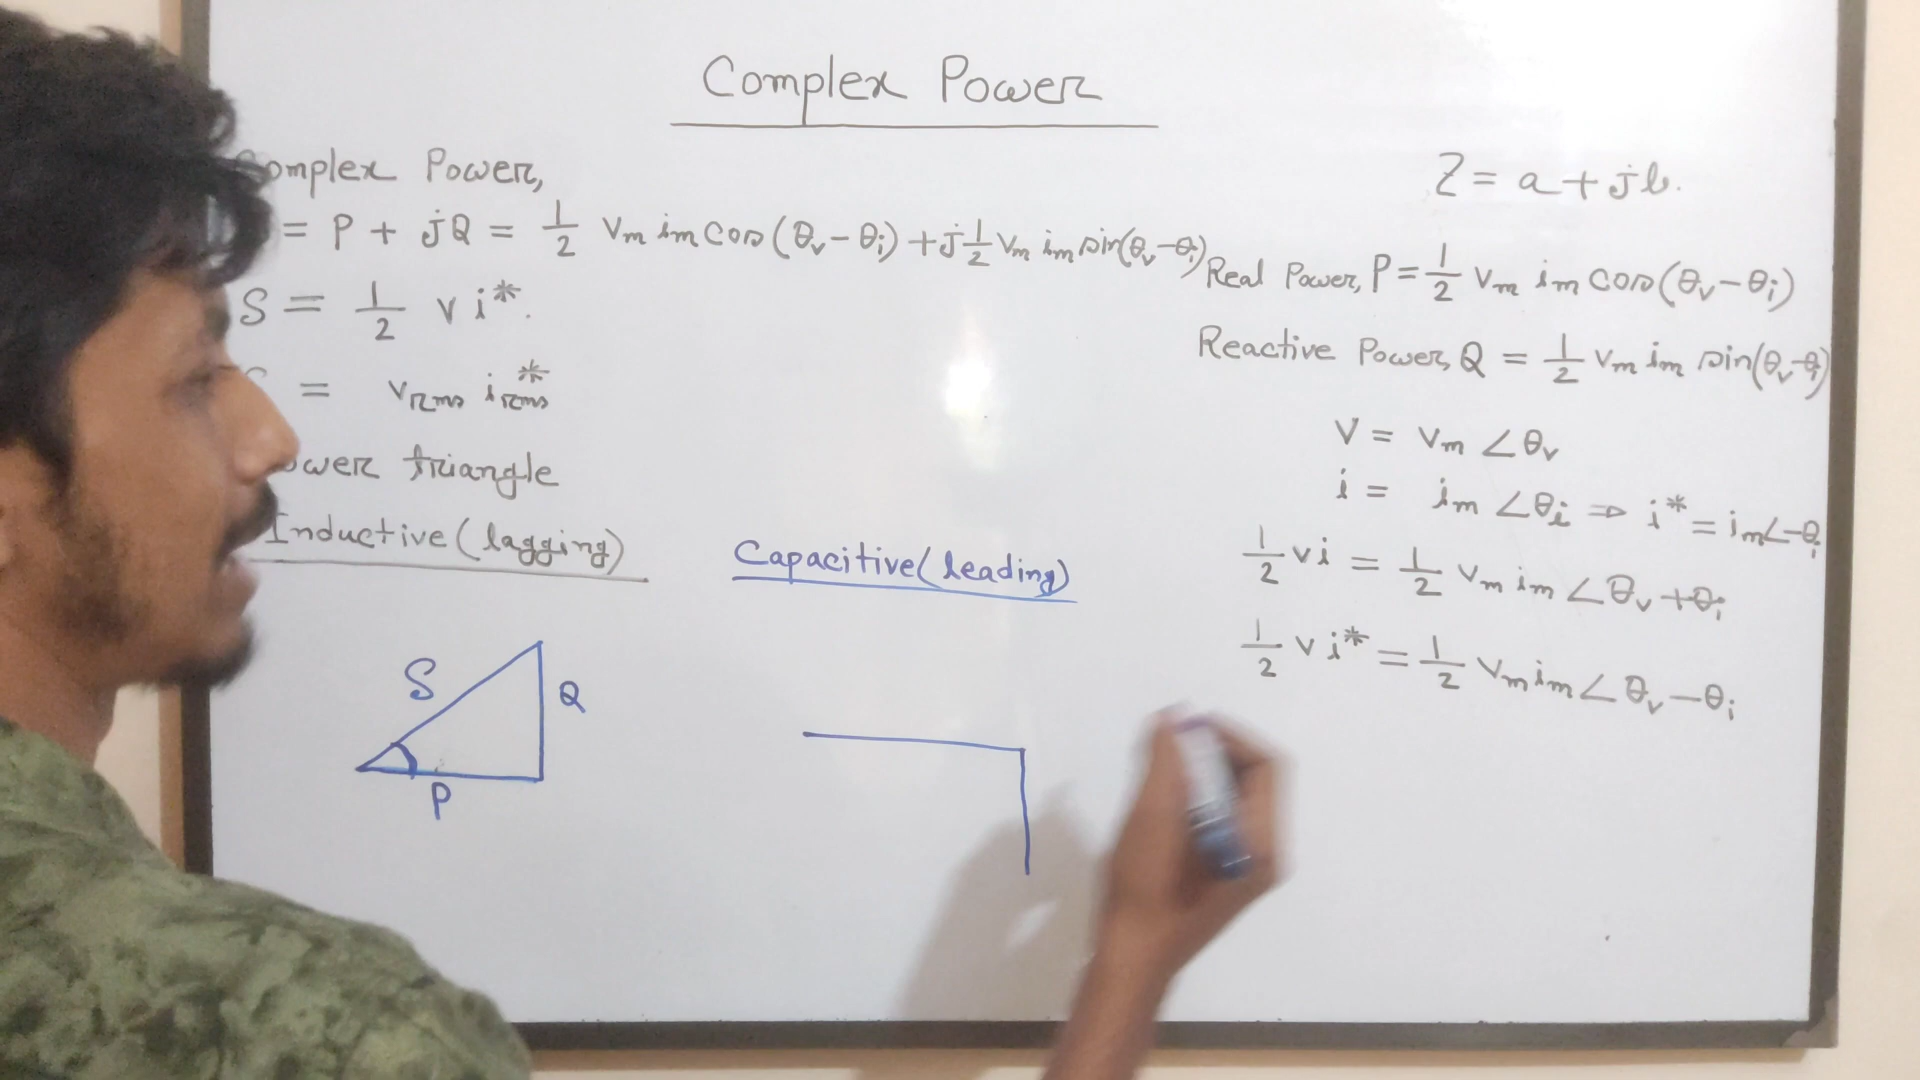 Complex Power
omplex Power,
= P + jQ = 1/2 Vm im cos(θv - θi) + j 1/2 Vm im sin(θv - θi)
S = 1/2 v i*.
= vrms irms*
ower triangle
Inductive (lagging)
S
Q
P
Capacitive (leading)
Z = a + jb.
Real Power, P = 1/2 Vm im cos(θv - θi)
Reactive Power, Q = 1/2 Vm im sin(θv - θi)
V = Vm ∠θv
i = im ∠θi ⇒ i* = im∠-θi
1/2 vi = 1/2 Vm im ∠θv + θi
1/2 v i* = 1/2 Vm im ∠θv - θi